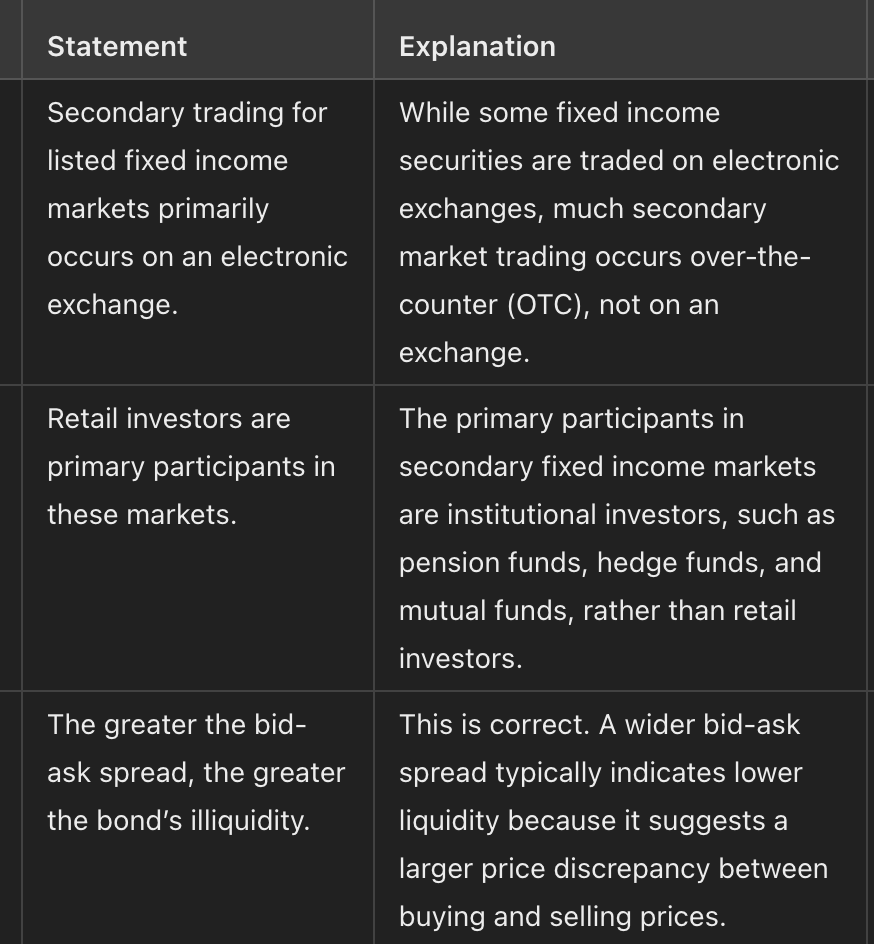 Statement
Explanation
Secondary trading for
listed fixed income
markets primarily
occurs on an electronic
exchange.
While some fixed income
securities are traded on electronic
exchanges, much secondary
market trading occurs over-the-
counter (OTC), not on an
exchange.
Retail investors are
primary participants in
these markets.
The primary participants in
secondary fixed income markets
are institutional investors, such as
pension funds, hedge funds, and
mutual funds, rather than retail
investors.
The greater the bid-
ask spread, the greater
the bond’s illiquidity.
This is correct. A wider bid-ask
spread typically indicates lower
liquidity because it suggests a
larger price discrepancy between
buying and selling prices.